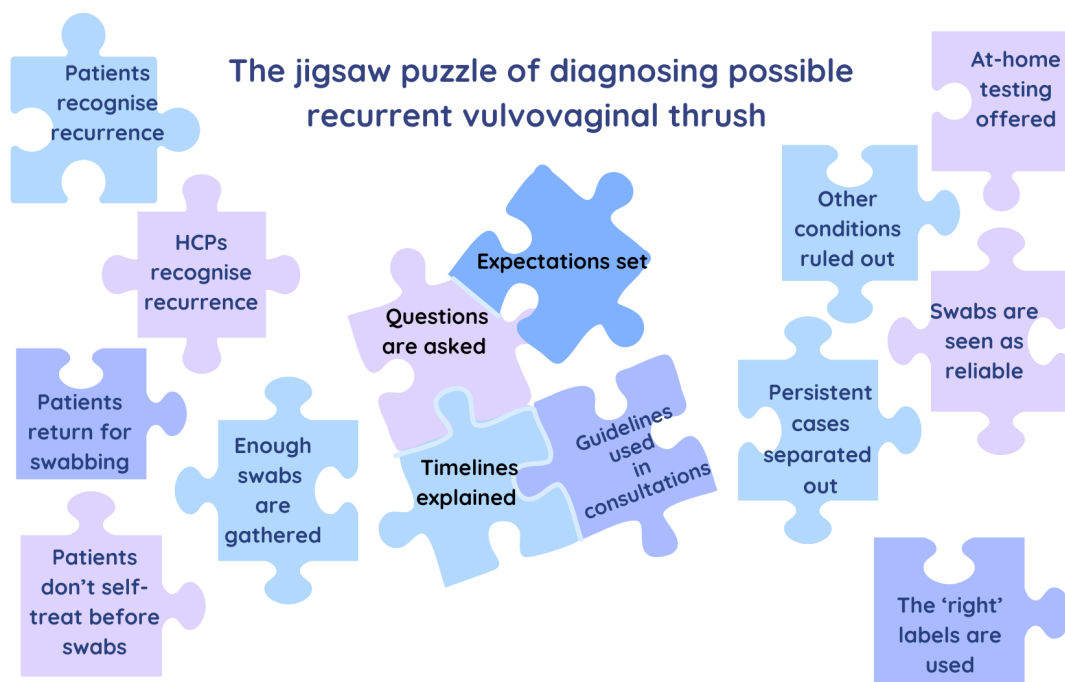 The jigsaw puzzle of diagnosing possible
recurrent vulvovaginal thrush
Patients
recognise
recurrence
HCPs
recognise
recurrence
Patients
return for
swabbing
Enough
swabs
are
gathered
Patients
don’t self-
treat before
swabs
Expectations set
Questions
are asked
Timelines
explained
Guidelines
used
in
consultations
At-home
testing
offered
Other
conditions
ruled out
Swabs are
seen as
reliable
Persistent
cases
separated
out
The ‘right’
labels are
used